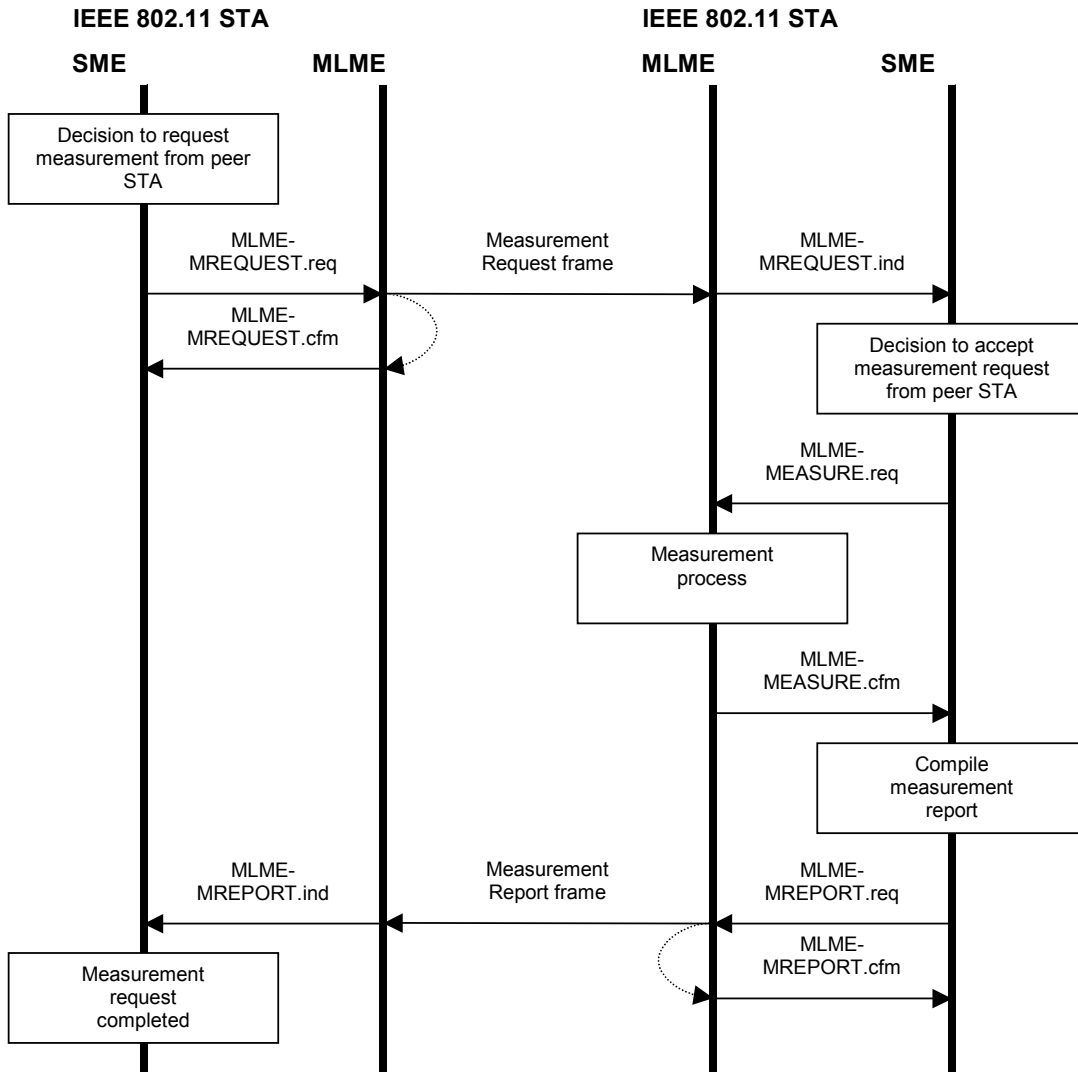 IEEE 802.11 STA
IEEE 802.11 STA
SME
MLME
MLME
SME
Decision to request
measurement from peer
STA
MLME-
MREQUEST.req
Measurement
Request frame
MLME-
MREQUEST.ind
MLME-
MREQUEST.cfm
Decision to accept
measurement request
from peer STA
MLME-
MEASURE.req
Measurement
process
MLME-
MEASURE.cfm
Compile
measurement
report
MLME-
MREPORT.ind
Measurement
Report frame
MLME-
MREPORT.req
MLME-
MREPORT.cfm
Measurement
request
completed